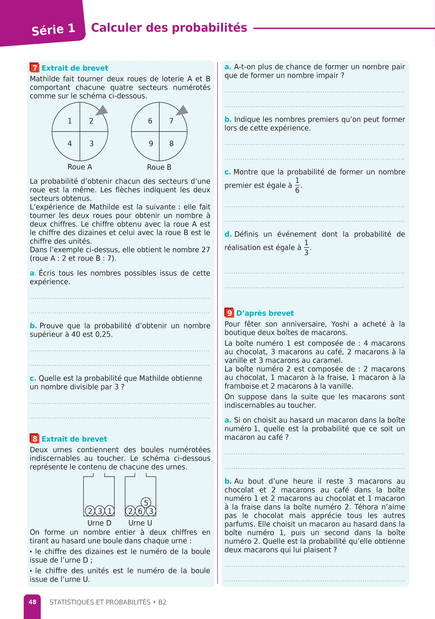 Série 1
Calculer des probabilités
7 Extrait de brevet
Mathilde fait tourner deux roues de loterie A et B
comportant chacune quatre secteurs numérotés
comme sur le schéma ci-dessous.
1 2 6 7
4 3 9 8
Roue A Roue B
La probabilité d'obtenir chacun des secteurs d'une
roue est la même. Les flèches indiquent les deux
secteurs obtenus.
L'expérience de Mathilde est la suivante : elle fait
tourner les deux roues pour obtenir un nombre à
deux chiffres. Le chiffre obtenu avec la roue A est
le chiffre des dizaines et celui avec la roue B est le
chiffre des unités.
Dans l'exemple ci-dessus, elle obtient le nombre 27
(roue A : 2 et roue B : 7).
a. Écris tous les nombres possibles issus de cette
expérience.
b. Prouve que la probabilité d'obtenir un nombre
supérieur à 40 est 0,25.
c. Quelle est la probabilité que Mathilde obtienne
un nombre divisible par 3 ?
8 Extrait de brevet
Deux urnes contiennent des boules numérotées
indiscernables au toucher. Le schéma ci-dessous
représente le contenu de chacune des urnes.
5
2 3 1 2 6 3
Urne D Urne U
On forme un nombre entier à deux chiffres en
tirant au hasard une boule dans chaque urne :
• le chiffre des dizaines est le numéro de la boule
issue de l'urne D ;
• le chiffre des unités est le numéro de la boule
issue de l'urne U.
a. A-t-on plus de chance de former un nombre pair
que de former un nombre impair ?
b. Indique les nombres premiers qu'on peut former
lors de cette expérience.
c. Montre que la probabilité de former un nombre
premier est égale à 1/6.
d. Définis un événement dont la probabilité de
réalisation est égale à 1/3.
9 D'après brevet
Pour fêter son anniversaire, Yoshi a acheté à la
boutique deux boîtes de macarons.
La boîte numéro 1 est composée de : 4 macarons
au chocolat, 3 macarons au café, 2 macarons à la
vanille et 3 macarons au caramel.
La boîte numéro 2 est composée de : 2 macarons
au chocolat, 1 macaron à la fraise, 1 macaron à la
framboise et 2 macarons à la vanille.
On suppose dans la suite que les macarons sont
indiscernables au toucher.
a. Si on choisit au hasard un macaron dans la boîte
numéro 1, quelle est la probabilité que ce soit un
macaron au café ?
b. Au bout d'une heure il reste 3 macarons au
chocolat et 2 macarons au café dans la boîte
numéro 1 et 2 macarons au chocolat et 1 macaron
à la fraise dans la boîte numéro 2. Téhora n'aime
pas le chocolat mais apprécie tous les autres
parfums. Elle choisit un macaron au hasard dans la
boîte numéro 1, puis un second dans la boîte
numéro 2. Quelle est la probabilité qu'elle obtienne
deux macarons qui lui plaisent ?
48 STATISTIQUES ET PROBABILITÉS • B2